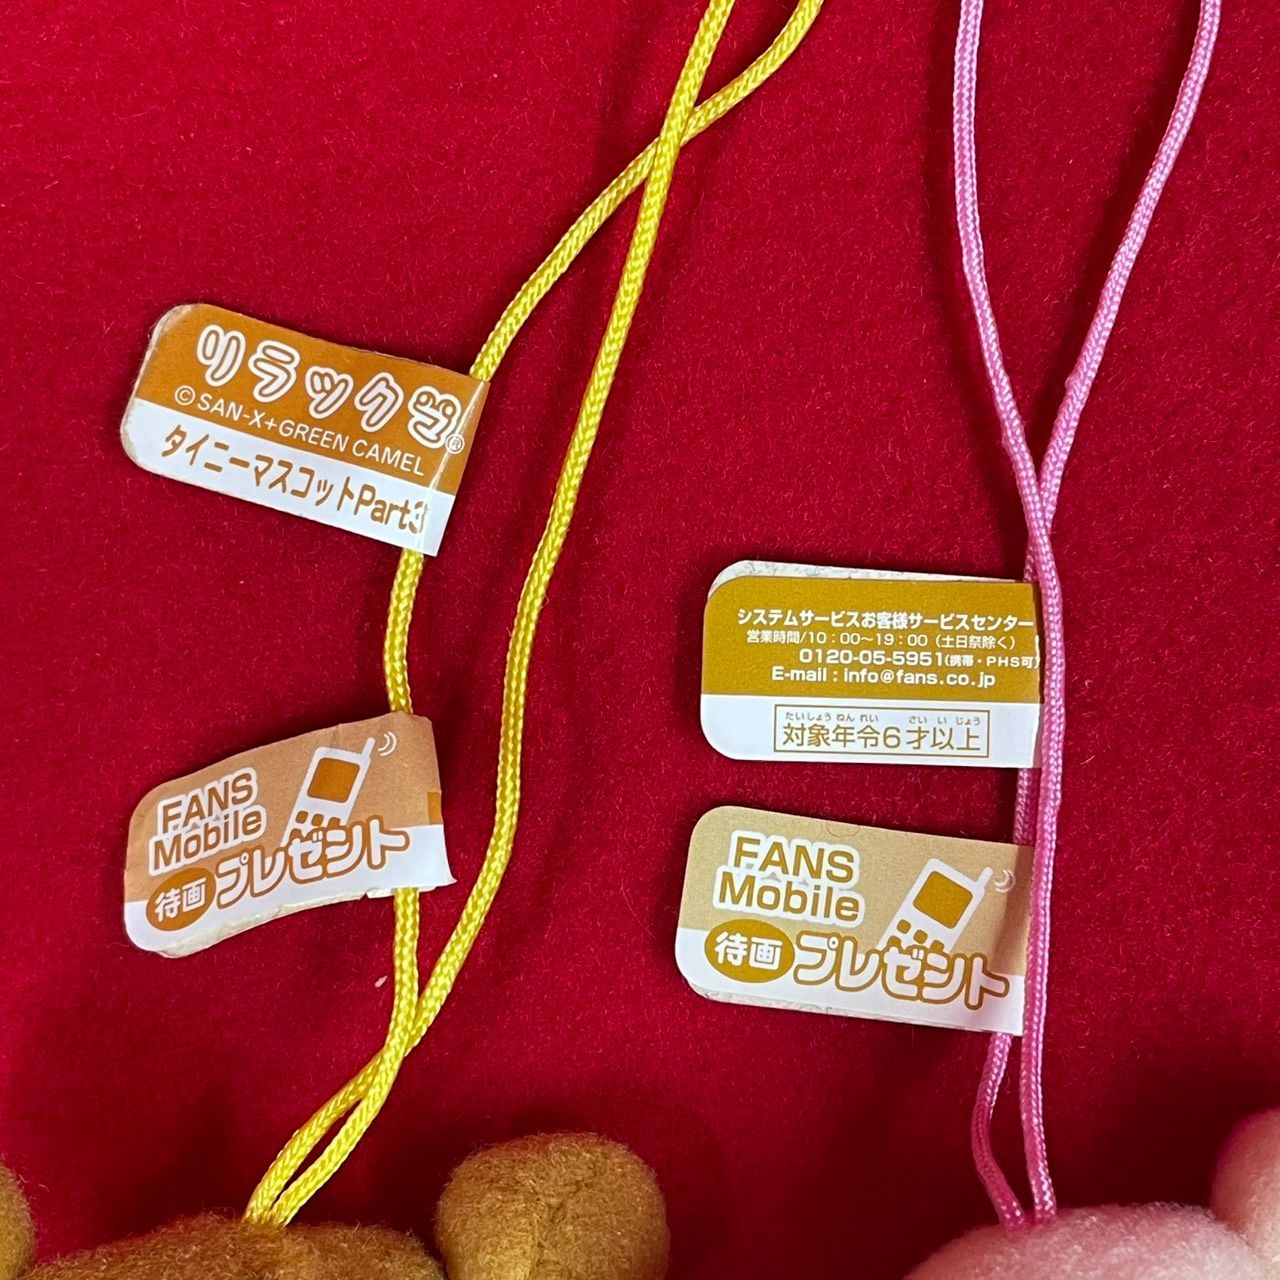 リラックマ®
©SAN-X+GREEN CAMEL
タイニーマスコットPart3
FANS
Mobile
待画プレゼント
システムサービスお客様サービスセンター
営業時間/10：00〜19：00（土日祭除く）
0120-05-5951(携帯・PHS可)
E-mail : info@fans.co.jp
たいしょう ねん れい さい い じょう
対象年令6才以上
FANS
Mobile
待画プレゼント